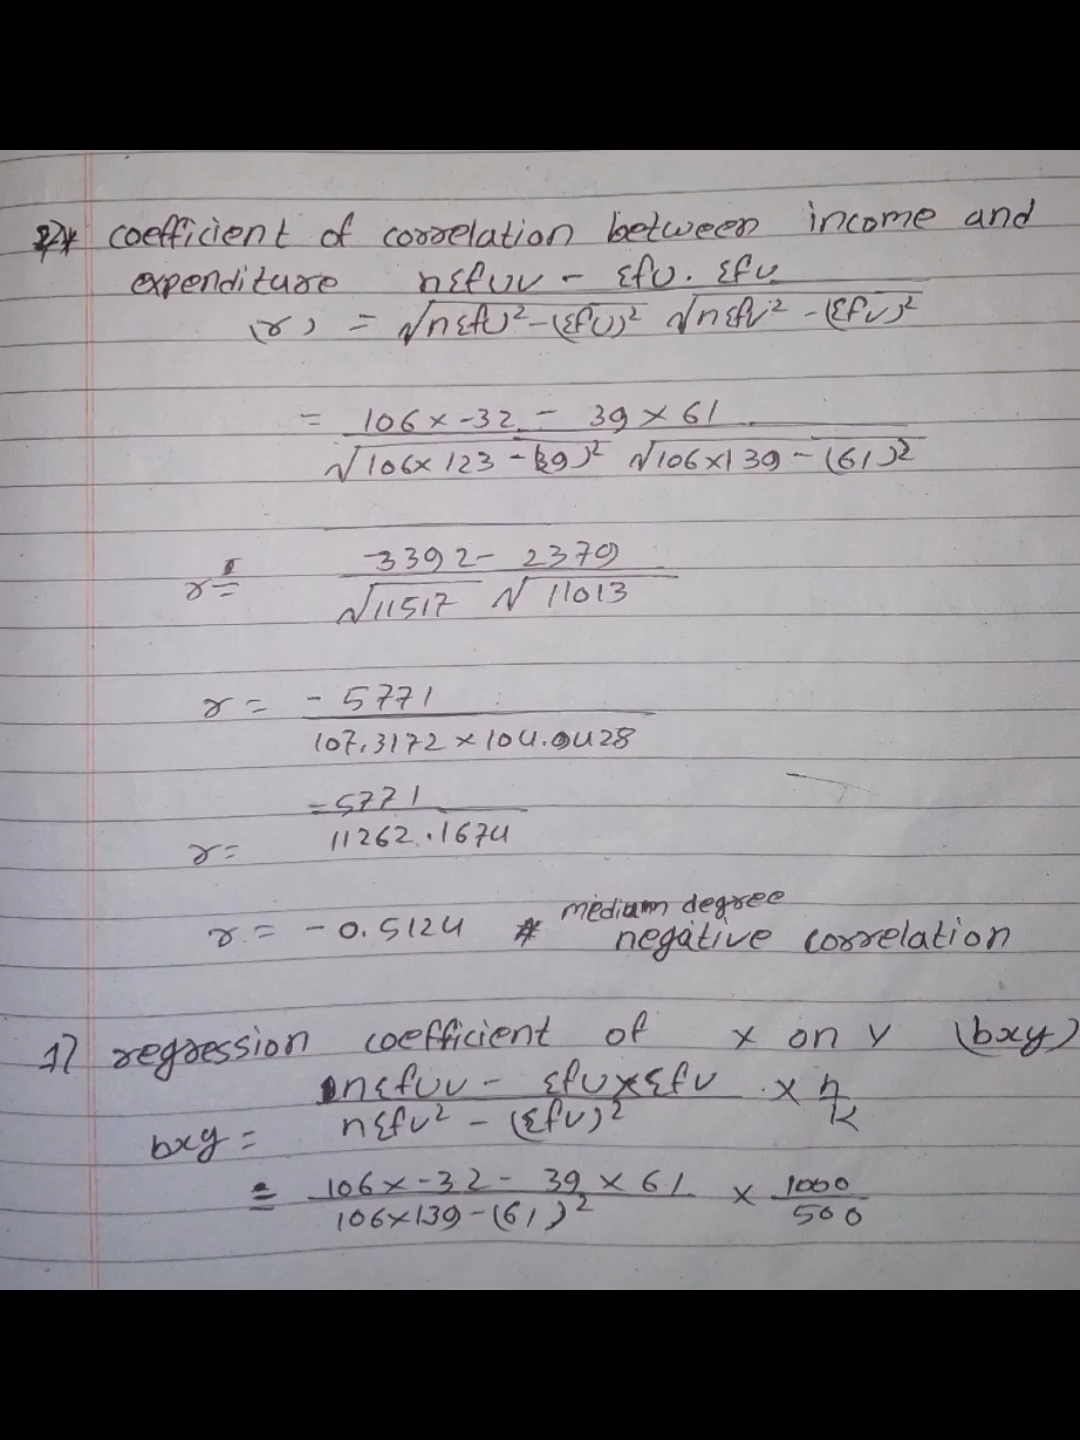 2)* coefficient of correlation between income and
expenditure nΣfuv - Σfu. Σfv
(r) = √nΣfu² - (Σfu)² √nΣfv² - (Σfv)²
= 106 x -32 - 39 x 61
√106 x 123 - (39)² √106 x 139 - (61)²
r = -3392 - 2379
√11517 √11013
r = - 5771
107.3172 x 104.9428
-5771
r = 11262.1674
r = - 0.5124 * medium degree
negative correlation
1) regression coefficient of x on y (bxy)
nΣfuv - Σfu x Σfv x h/k
bxy = nΣfv² - (Σfv)²
= 106 x -32 - 39 x 61 x 1000
106 x 139 - (61)² 500